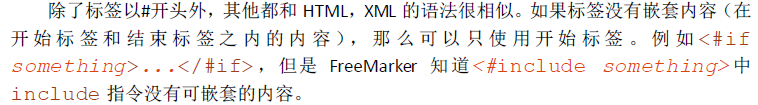 除了标签以#开头外，其他都和 HTML，XML 的语法很相似。如果标签没有嵌套内容（在
开始标签和结束标签之内的内容），那么可以只使用开始标签。例如<#if
something>...</#if>，但是 FreeMarker 知道<#include something>中
include 指令没有可嵌套的内容。